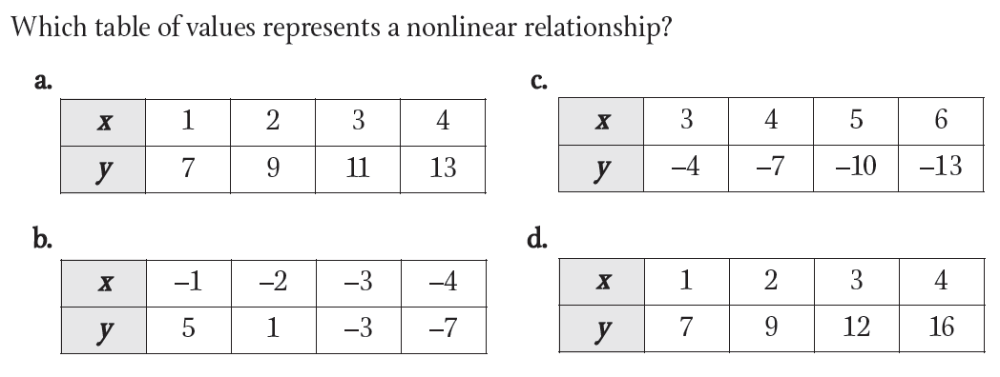 Which table of values represents a nonlinear relationship?
a.
x 1 2 3 4
y 7 9 11 13
b.
x –1 –2 –3 –4
y 5 1 –3 –7
c.
x 3 4 5 6
y –4 –7 –10 –13
d.
x 1 2 3 4
y 7 9 12 16